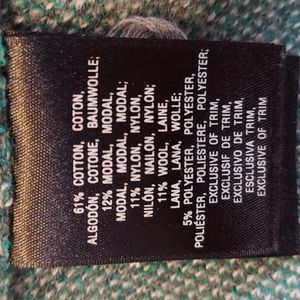 61% COTTON, COTON,
ALGODÓN, COTONE, BAUMWOLLE;
12% MODAL, MODAL,
MODAL, MODAL, MODAL;
11% NYLON, NYLON,
NILÓN, NAILON, NYLON;
11% WOOL, LAINE,
LANA, LANA, WOLLE;
5% POLYESTER, POLYESTER,
POLIÉSTER, POLIESTERE, POLYESTER;
EXCLUSIVE OF TRIM,
EXCLUSIF DE TRIM,
EXCLUSIVO DE TRIM,
ESCLUSIVA TRIM,
EXCLUSIVE OF TRIM